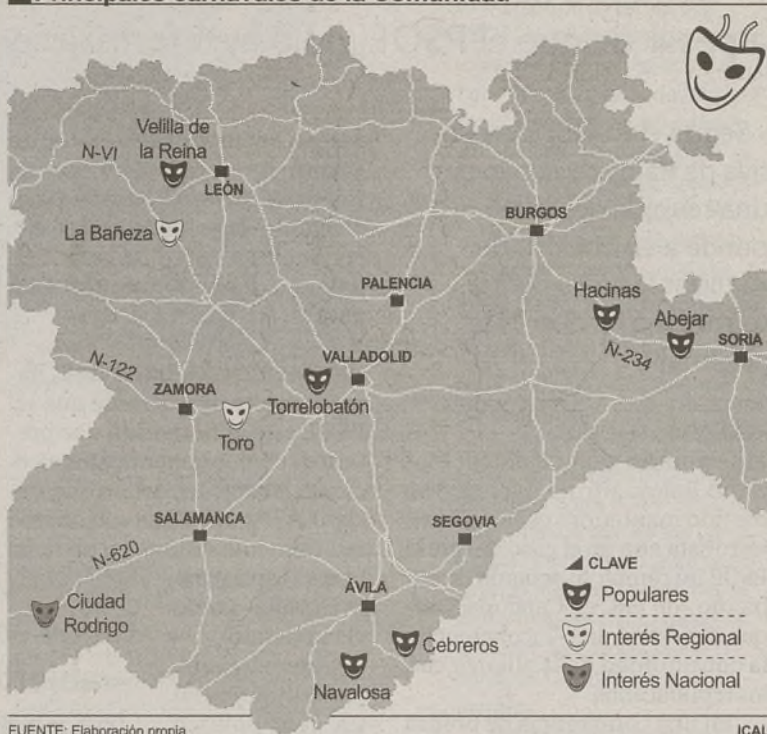 Principales carnavales de la Comunidad
Velilla de
la Reina
N-VI
LEÓN
La Bañeza
BURGOS
PALENCIA
Hacinas
Abejar
SORIA
N-234
VALLADOLID
N-122
ZAMORA
Torrelobatón
Toro
SALAMANCA
SEGOVIA
N-620
CLAVE
Populares
Interés Regional
Interés Nacional
ÁVILA
Ciudad
Rodrigo
Cebreros
Navalosa
FUENTE: Elaboración propia
ICAL